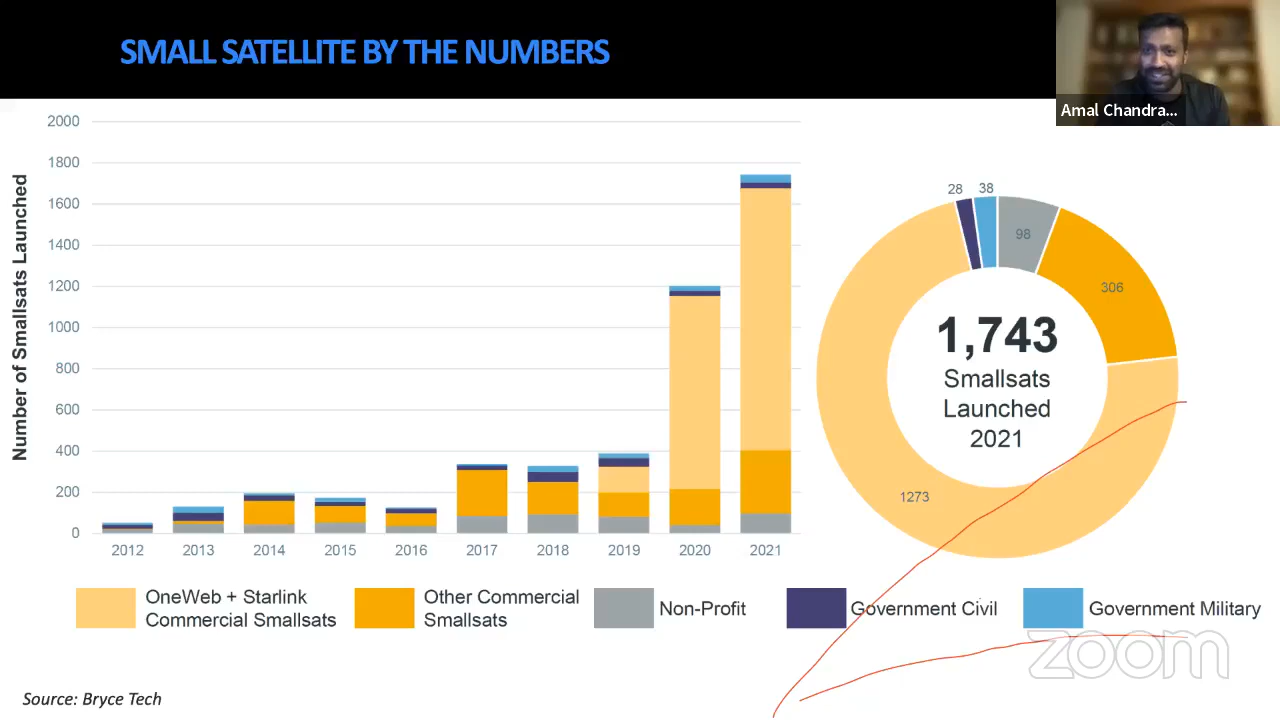 SMALL SATELLITE BY THE NUMBERS
Amal Chandra...
Number of Smallsats Launched
2000
1800
1600
1400
1200
1000
800
600
400
200
0
2012 2013 2014 2015 2016 2017 2018 2019 2020 2021
28 38
98
306
1273
1,743
Smallsats
Launched
2021
OneWeb + Starlink
Commercial Smallsats
Other Commercial
Smallsats
Non-Profit
Government Civil
Government Military
zoom
Source: Bryce Tech